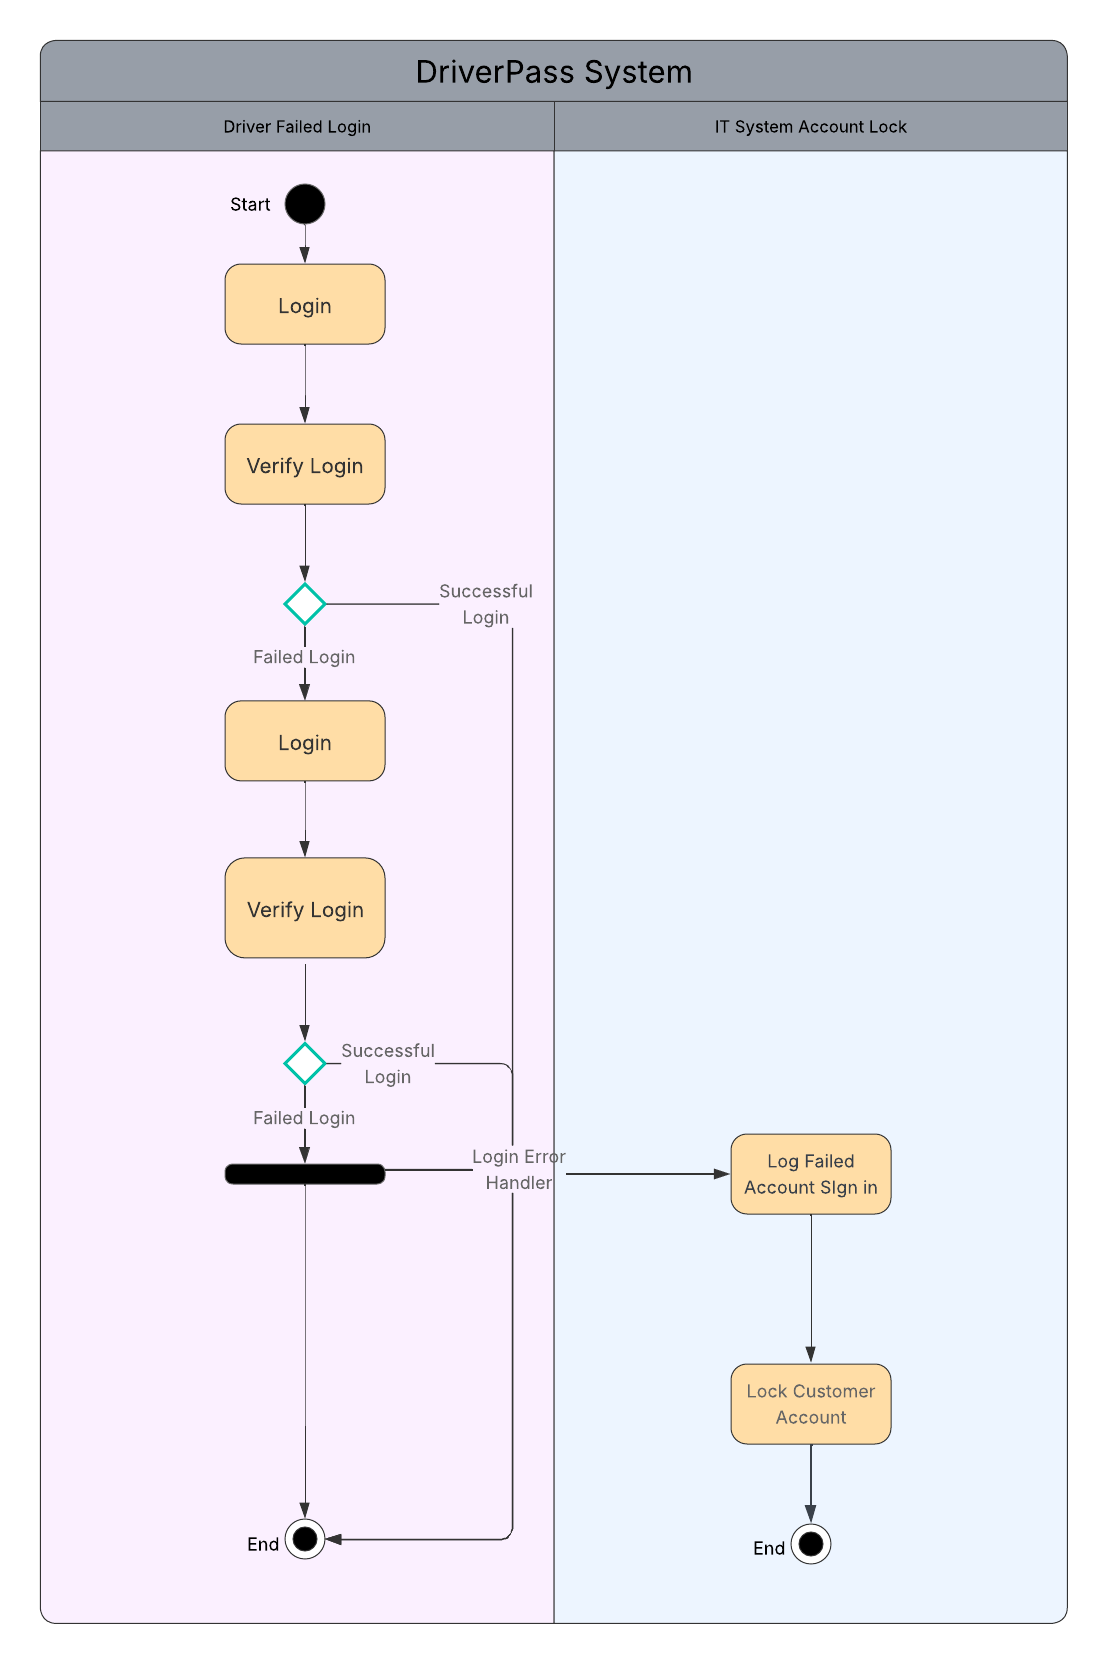 DriverPass System
Driver Failed Login
IT System Account Lock
Start
Login
Verify Login
Successful
Login
Failed Login
Login
Verify Login
Successful
Login
Failed Login
Login Error
Handler
Log Failed
Account SIgn in
Lock Customer
Account
End
End